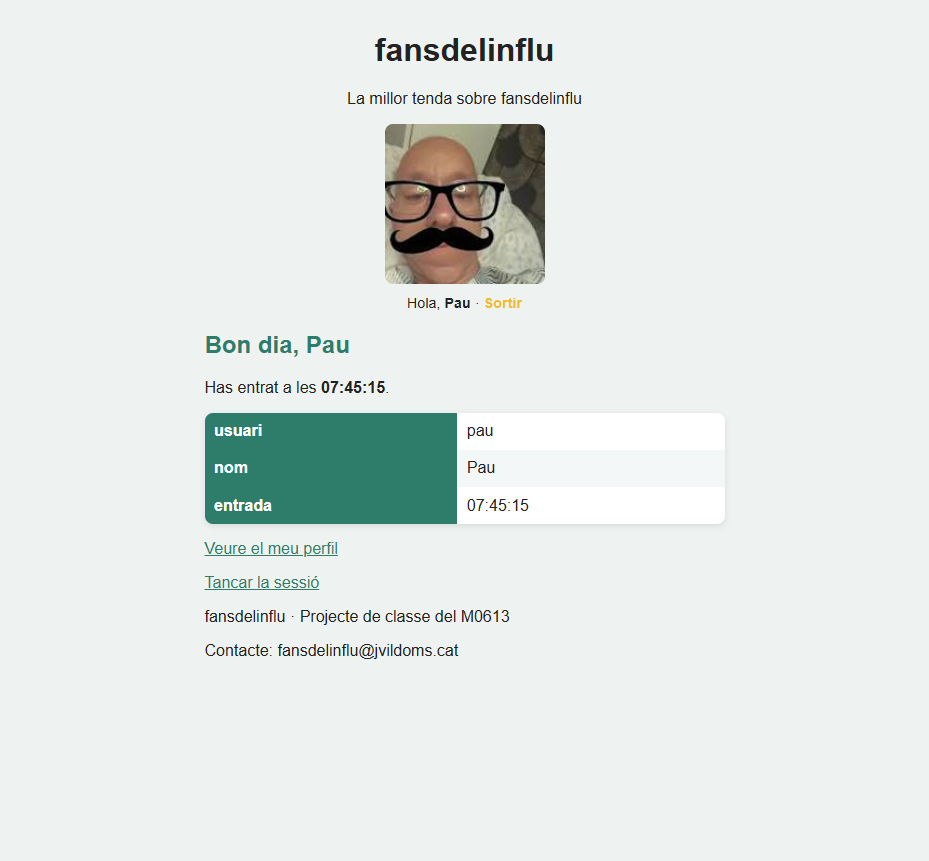 fansdelinflu
La millor tenda sobre fansdelinflu
Hola, Pau · Sortir
Bon dia, Pau
Has entrat a les 07:45:15.
usuari pau
nom Pau
entrada 07:45:15
Veure el meu perfil
Tancar la sessió
fansdelinflu · Projecte de classe del M0613
Contacte: fansdelinflu@jvildoms.cat